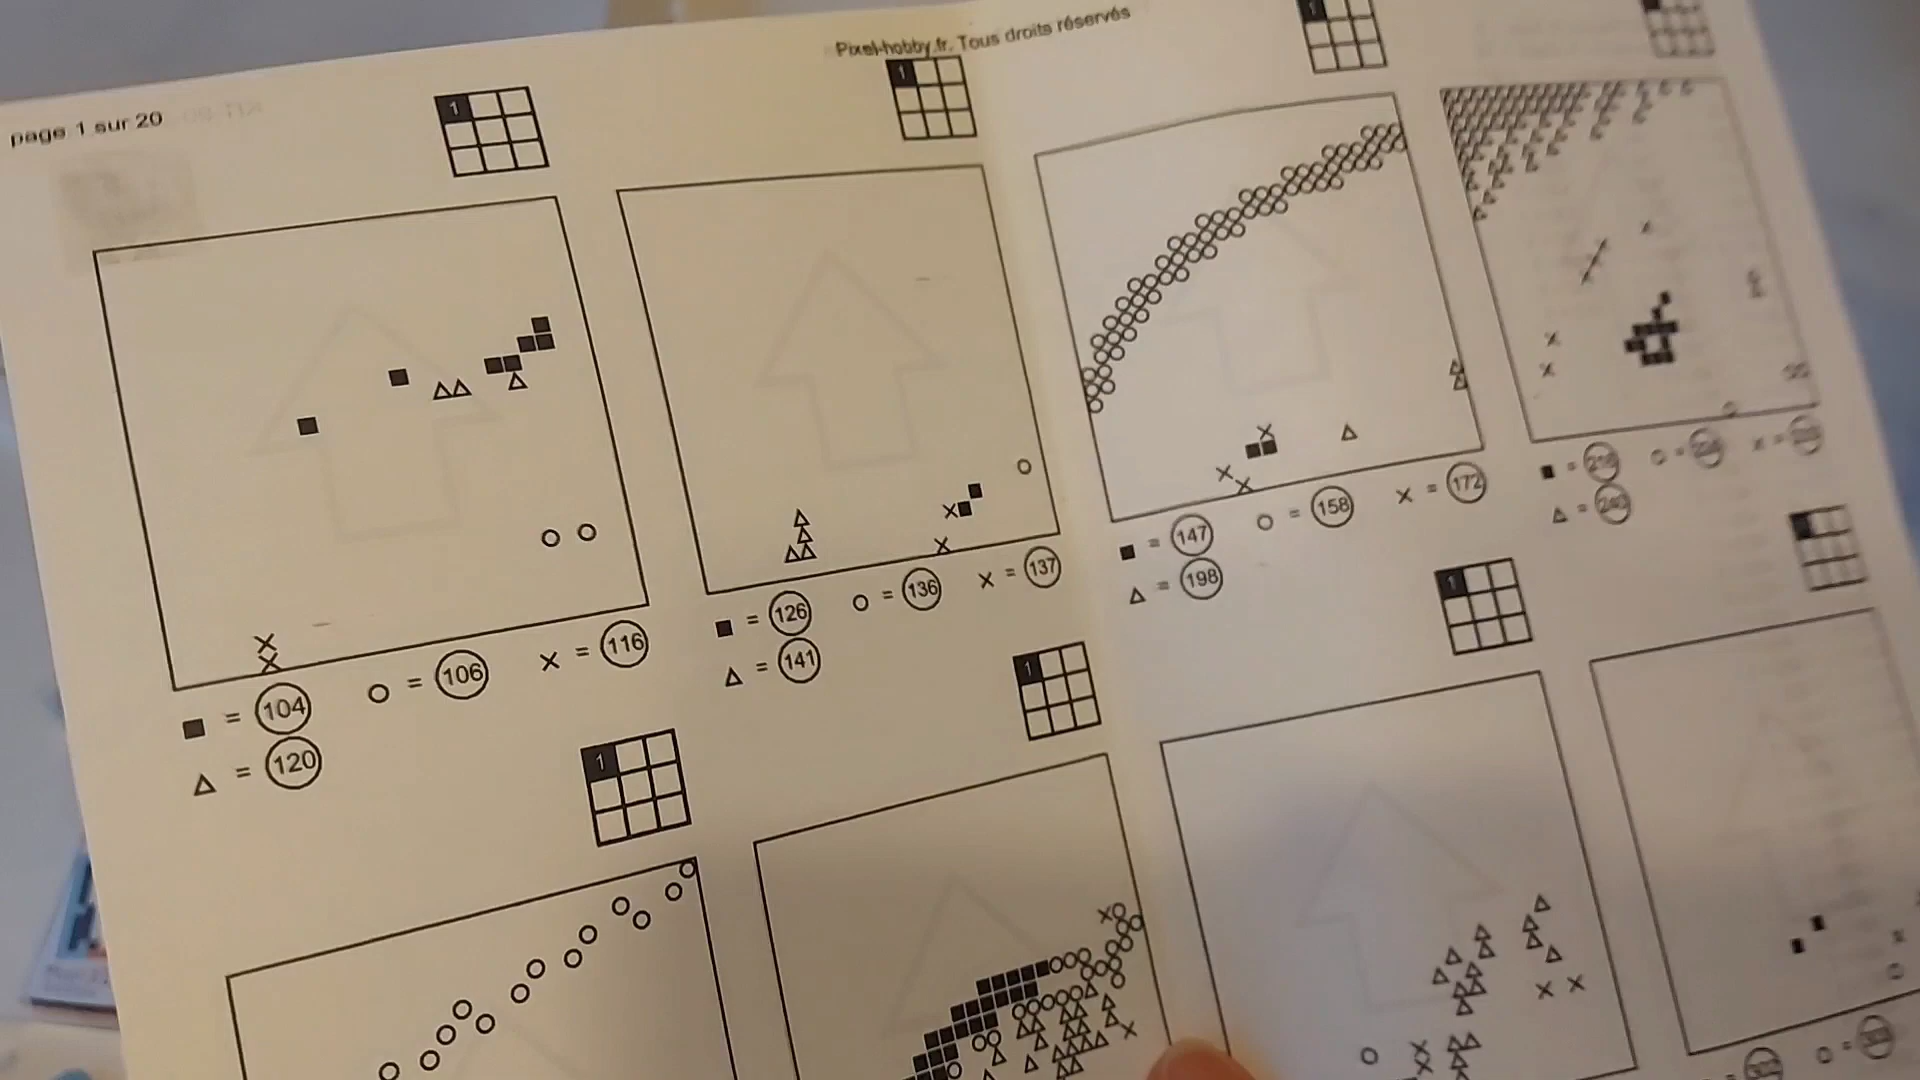 Pixel-hobby.fr. Tous droits réservés
page 1 sur 20
1
1
1
■ = 104 ○ = 106 × = 116
△ = 120
■ = 126 ○ = 136 × = 137
△ = 141
■ = 147 ○ = 158 × = 172
△ = 198
1
1
1